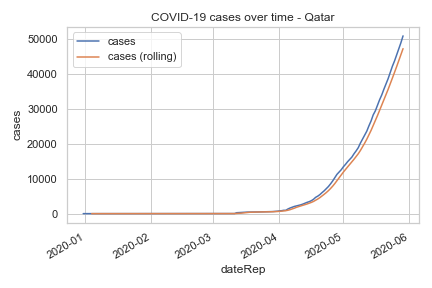 COVID-19 cases over time - Qatar
cases
cases (rolling)
50000
40000
30000
20000
10000
0
cases
2020-01
2020-02
2020-03
2020-04
2020-05
2020-06
dateRep